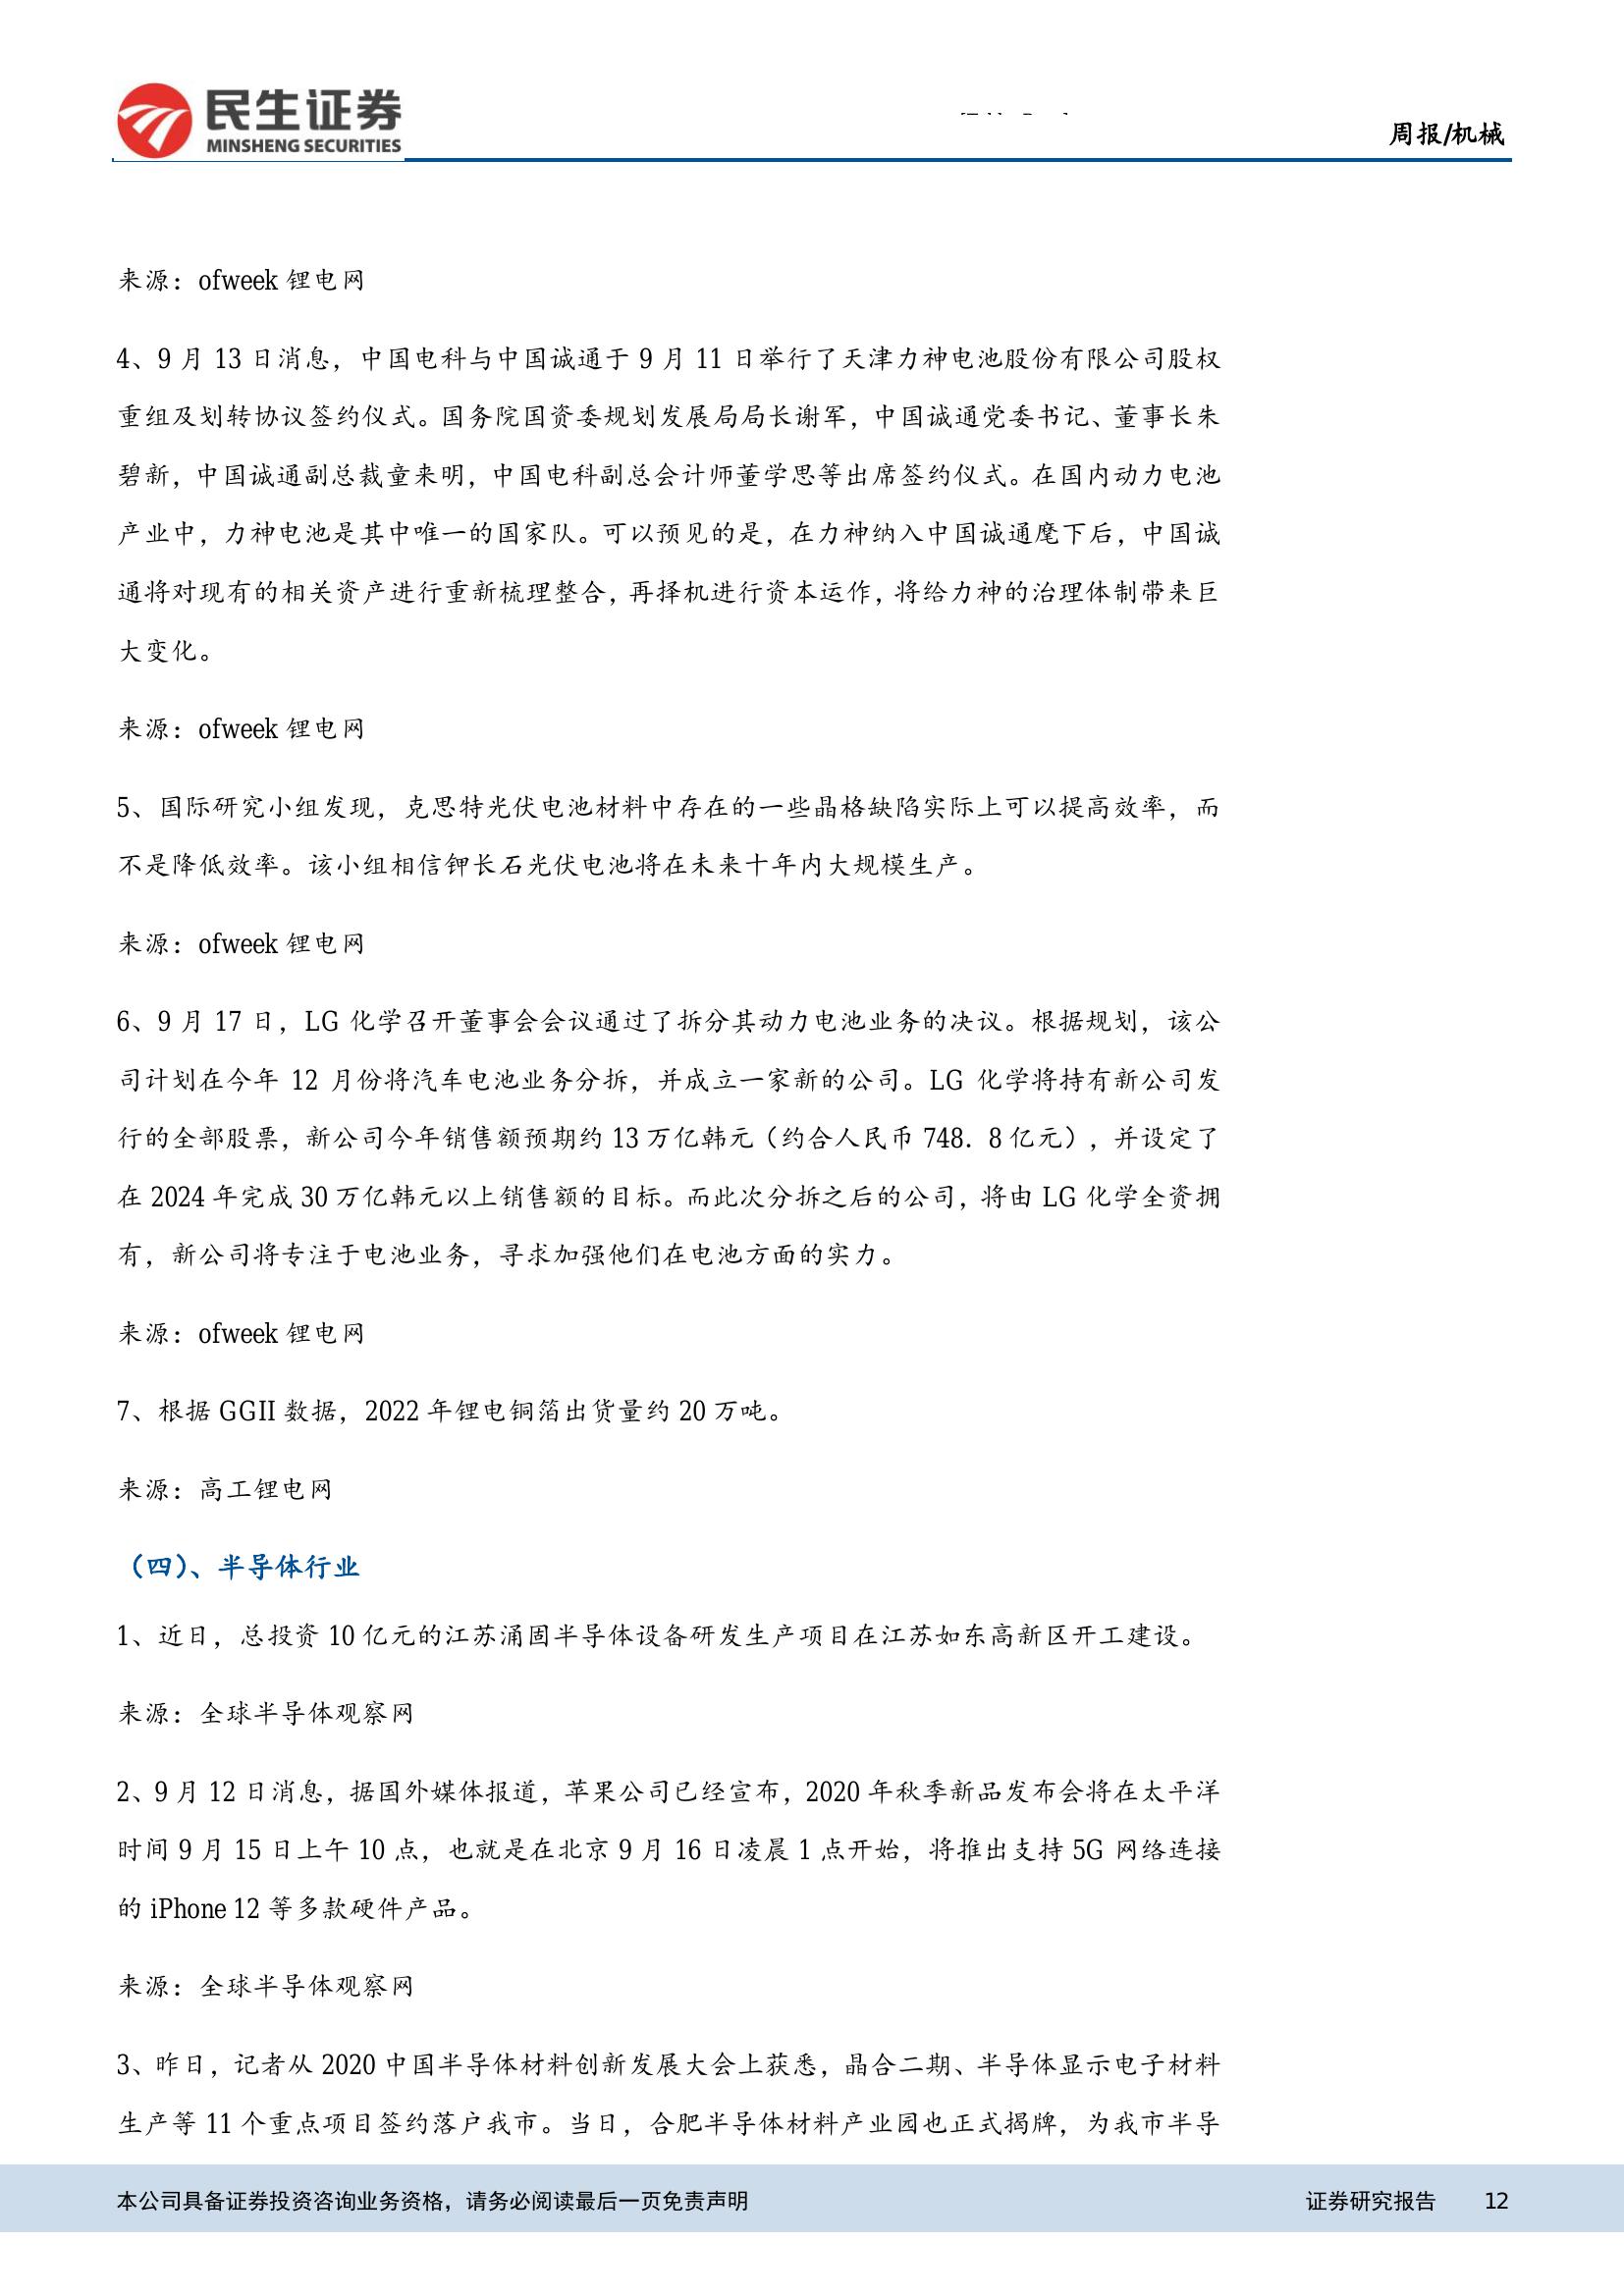 民生证券
MINSHENG SECURITIES
周报/机械
来源：ofweek 锂电网
4、9 月 13 日消息，中国电科与中国诚通于 9 月 11 日举行了天津力神电池股份有限公司股权
重组及划转协议签约仪式。国务院国资委规划发展局局长谢军，中国诚通党委书记、董事长朱
碧新，中国诚通副总裁童来明，中国电科副总会计师董学思等出席签约仪式。在国内动力电池
产业中，力神电池是其中唯一的国家队。可以预见的是，在力神纳入中国诚通麾下后，中国诚
通将对现有的相关资产进行重新梳理整合，再择机进行资本运作，将给力神的治理体制带来巨
大变化。
来源：ofweek 锂电网
5、国际研究小组发现，克思特光伏电池材料中存在的一些晶格缺陷实际上可以提高效率，而
不是降低效率。该小组相信钾长石光伏电池将在未来十年内大规模生产。
来源：ofweek 锂电网
6、9 月 17 日，LG 化学召开董事会会议通过了拆分其动力电池业务的决议。根据规划，该公
司计划在今年 12 月份将汽车电池业务分拆，并成立一家新的公司。LG 化学将持有新公司发
行的全部股票，新公司今年销售额预期约 13 万亿韩元（约合人民币 748．8 亿元），并设定了
在 2024 年完成 30 万亿韩元以上销售额的目标。而此次分拆之后的公司，将由 LG 化学全资拥
有，新公司将专注于电池业务，寻求加强他们在电池方面的实力。
来源：ofweek 锂电网
7、根据 GGII 数据，2022 年锂电铜箔出货量约 20 万吨。
来源：高工锂电网
（四）、半导体行业
1、近日，总投资 10 亿元的江苏涌固半导体设备研发生产项目在江苏如东高新区开工建设。
来源：全球半导体观察网
2、9 月 12 日消息，据国外媒体报道，苹果公司已经宣布，2020 年秋季新品发布会将在太平洋
时间 9 月 15 日上午 10 点，也就是在北京 9 月 16 日凌晨 1 点开始，将推出支持 5G 网络连接
的 iPhone 12 等多款硬件产品。
来源：全球半导体观察网
3、昨日，记者从 2020 中国半导体材料创新发展大会上获悉，晶合二期、半导体显示电子材料
生产等 11 个重点项目签约落户我市。当日，合肥半导体材料产业园也正式揭牌，为我市半导
本公司具备证券投资咨询业务资格，请务必阅读最后一页免责声明
证券研究报告 12